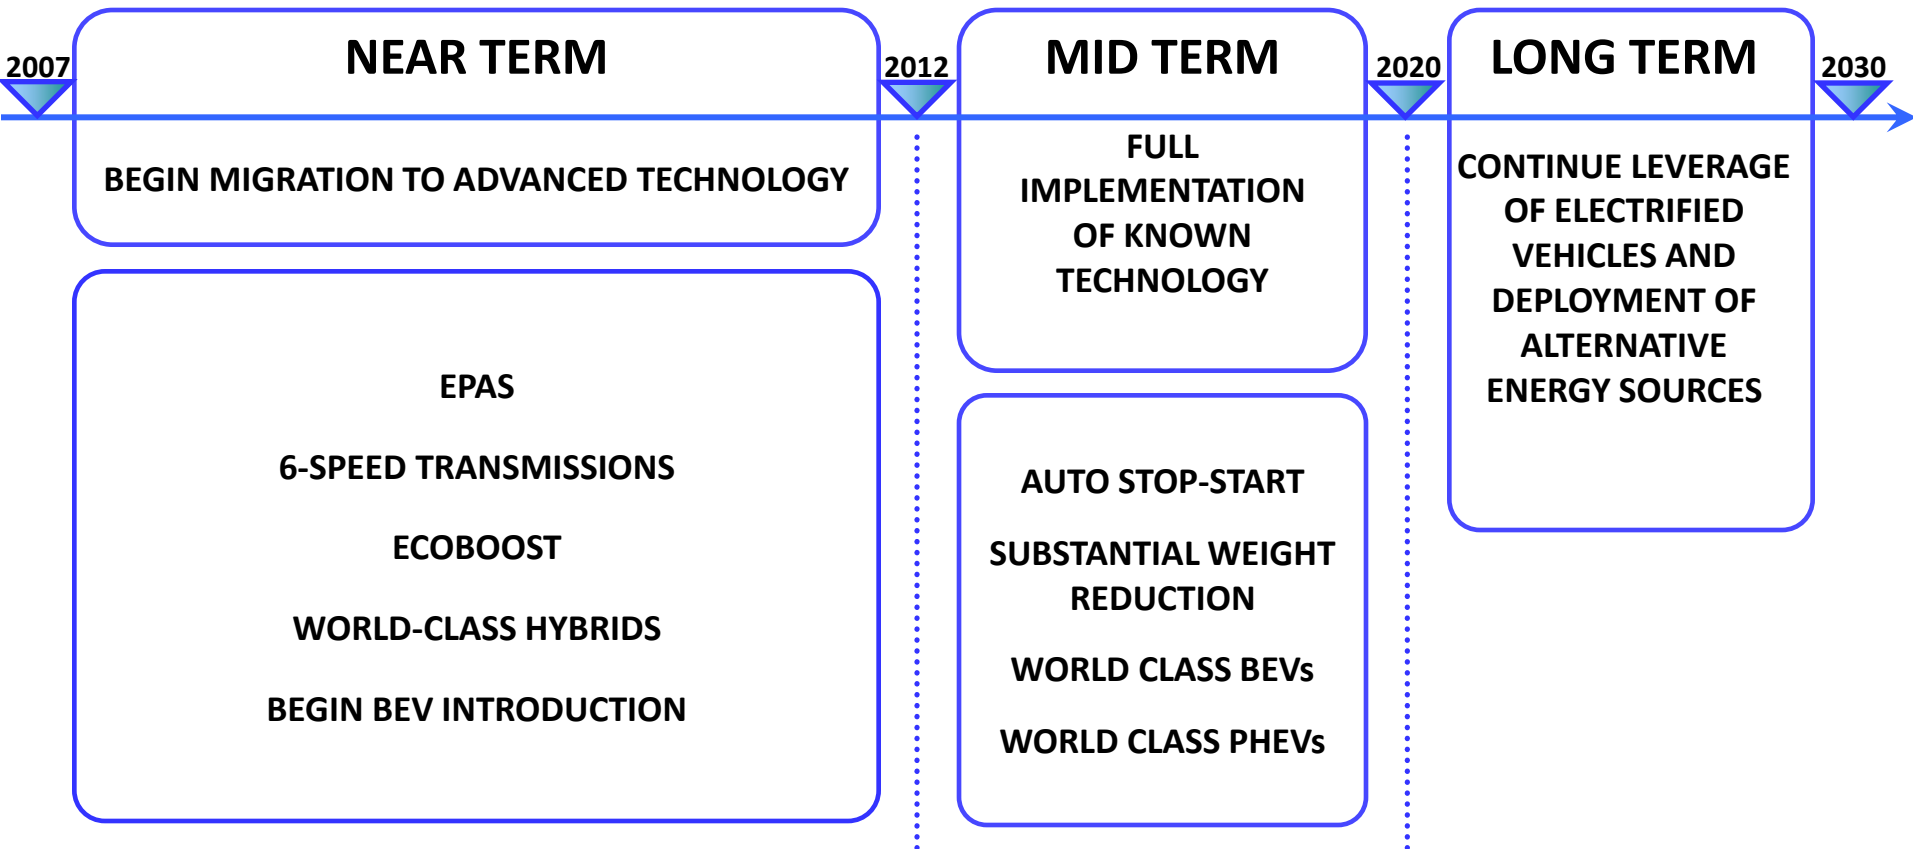 2007
NEAR TERM
2012
MID TERM
2020
LONG TERM
2030
BEGIN MIGRATION TO ADVANCED TECHNOLOGY
FULL
IMPLEMENTATION
OF KNOWN
TECHNOLOGY
CONTINUE LEVERAGE
OF ELECTRIFIED
VEHICLES AND
DEPLOYMENT OF
ALTERNATIVE
ENERGY SOURCES
EPAS
6-SPEED TRANSMISSIONS
ECOBOOST
WORLD-CLASS HYBRIDS
BEGIN BEV INTRODUCTION
AUTO STOP-START
SUBSTANTIAL WEIGHT
REDUCTION
WORLD CLASS BEVs
WORLD CLASS PHEVs